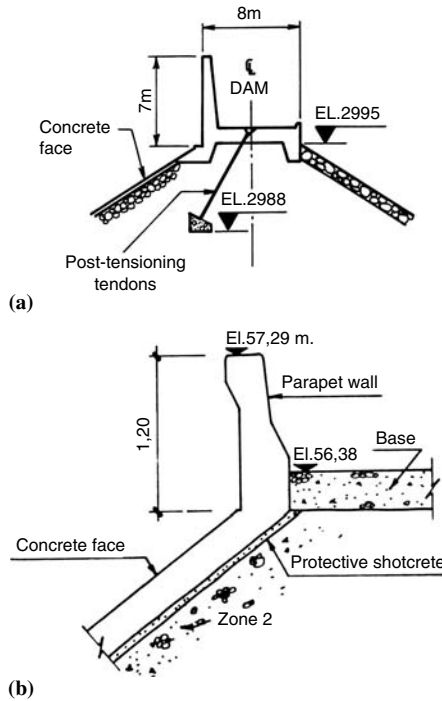 8m
7m
℄
DAM
EL.2995
Concrete
face
EL.2988
Post-tensioning
tendons
(a)
El.57,29 m.
Parapet wall
1,20
El.56,38
Base
Concrete face
Protective shotcrete
Zone 2
(b)